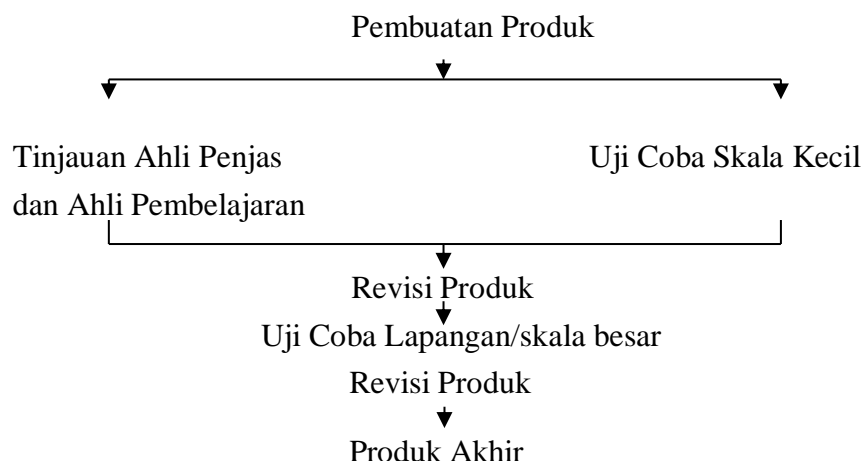 Pembuatan Produk
Tinjauan Ahli Penjas
dan Ahli Pembelajaran
Uji Coba Skala Kecil
Revisi Produk
Uji Coba Lapangan/skala besar
Revisi Produk
Produk Akhir